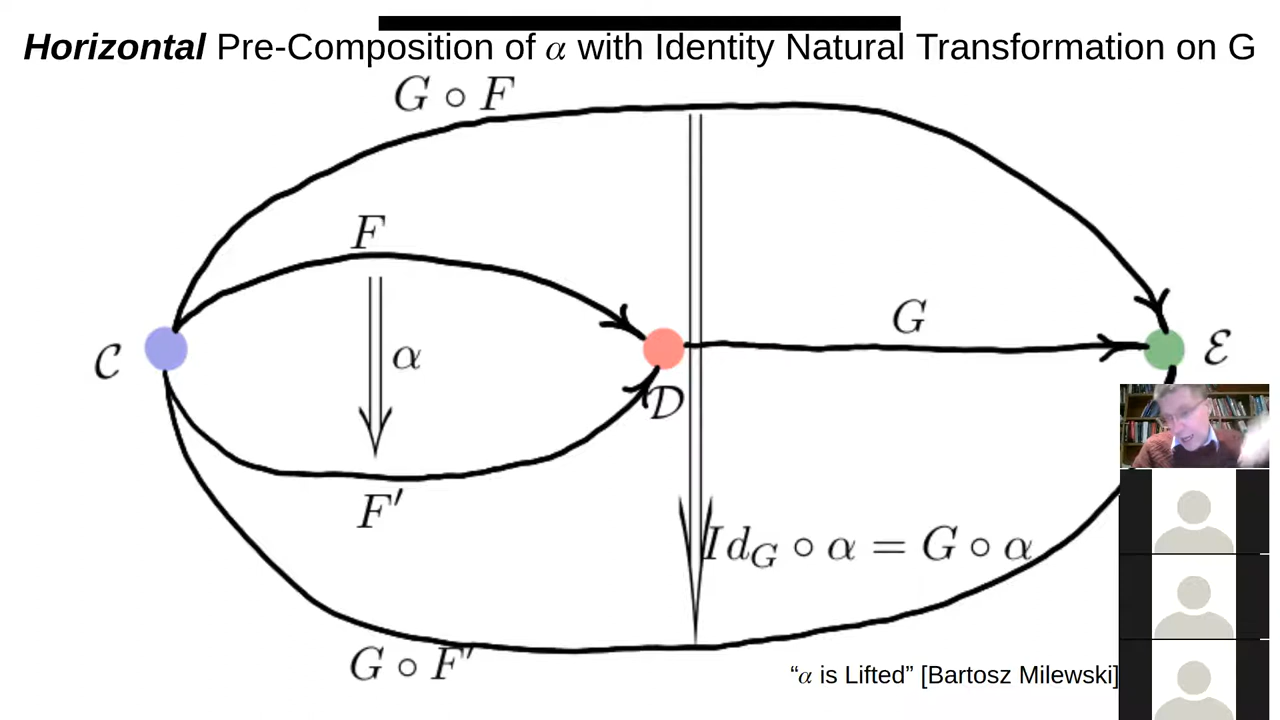 Horizontal Pre-Composition of α with Identity Natural Transformation on G
G ∘ F
F
G
α
C
E
D
F′
Id_G ∘ α = G ∘ α
G ∘ F′
“α is Lifted” [Bartosz Milewski]